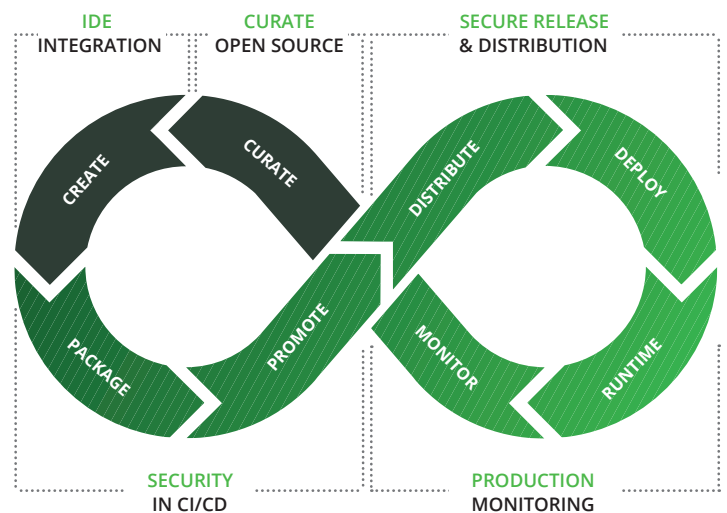 IDE
INTEGRATION
CURATE
OPEN SOURCE
SECURE RELEASE
& DISTRIBUTION
CREATE
CURATE
DISTRIBUTE
DEPLOY
PACKAGE
PROMOTE
MONITOR
RUNTIME
SECURITY
IN CI/CD
PRODUCTION
MONITORING